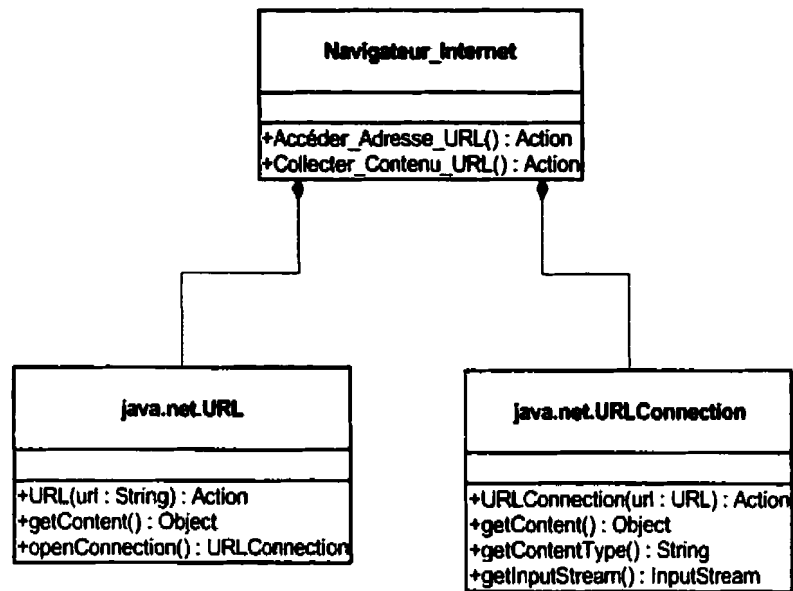 Navigateur_Internet
+Accéder_Adresse_URL() : Action
+Collecter_Contenu_URL() : Action
java.net.URL
+URL(url : String) : Action
+getContent() : Object
+openConnection() : URLConnection
java.net.URLConnection
+URLConnection(url : URL) : Action
+getContent() : Object
+getContentType() : String
+getInputStream() : InputStream